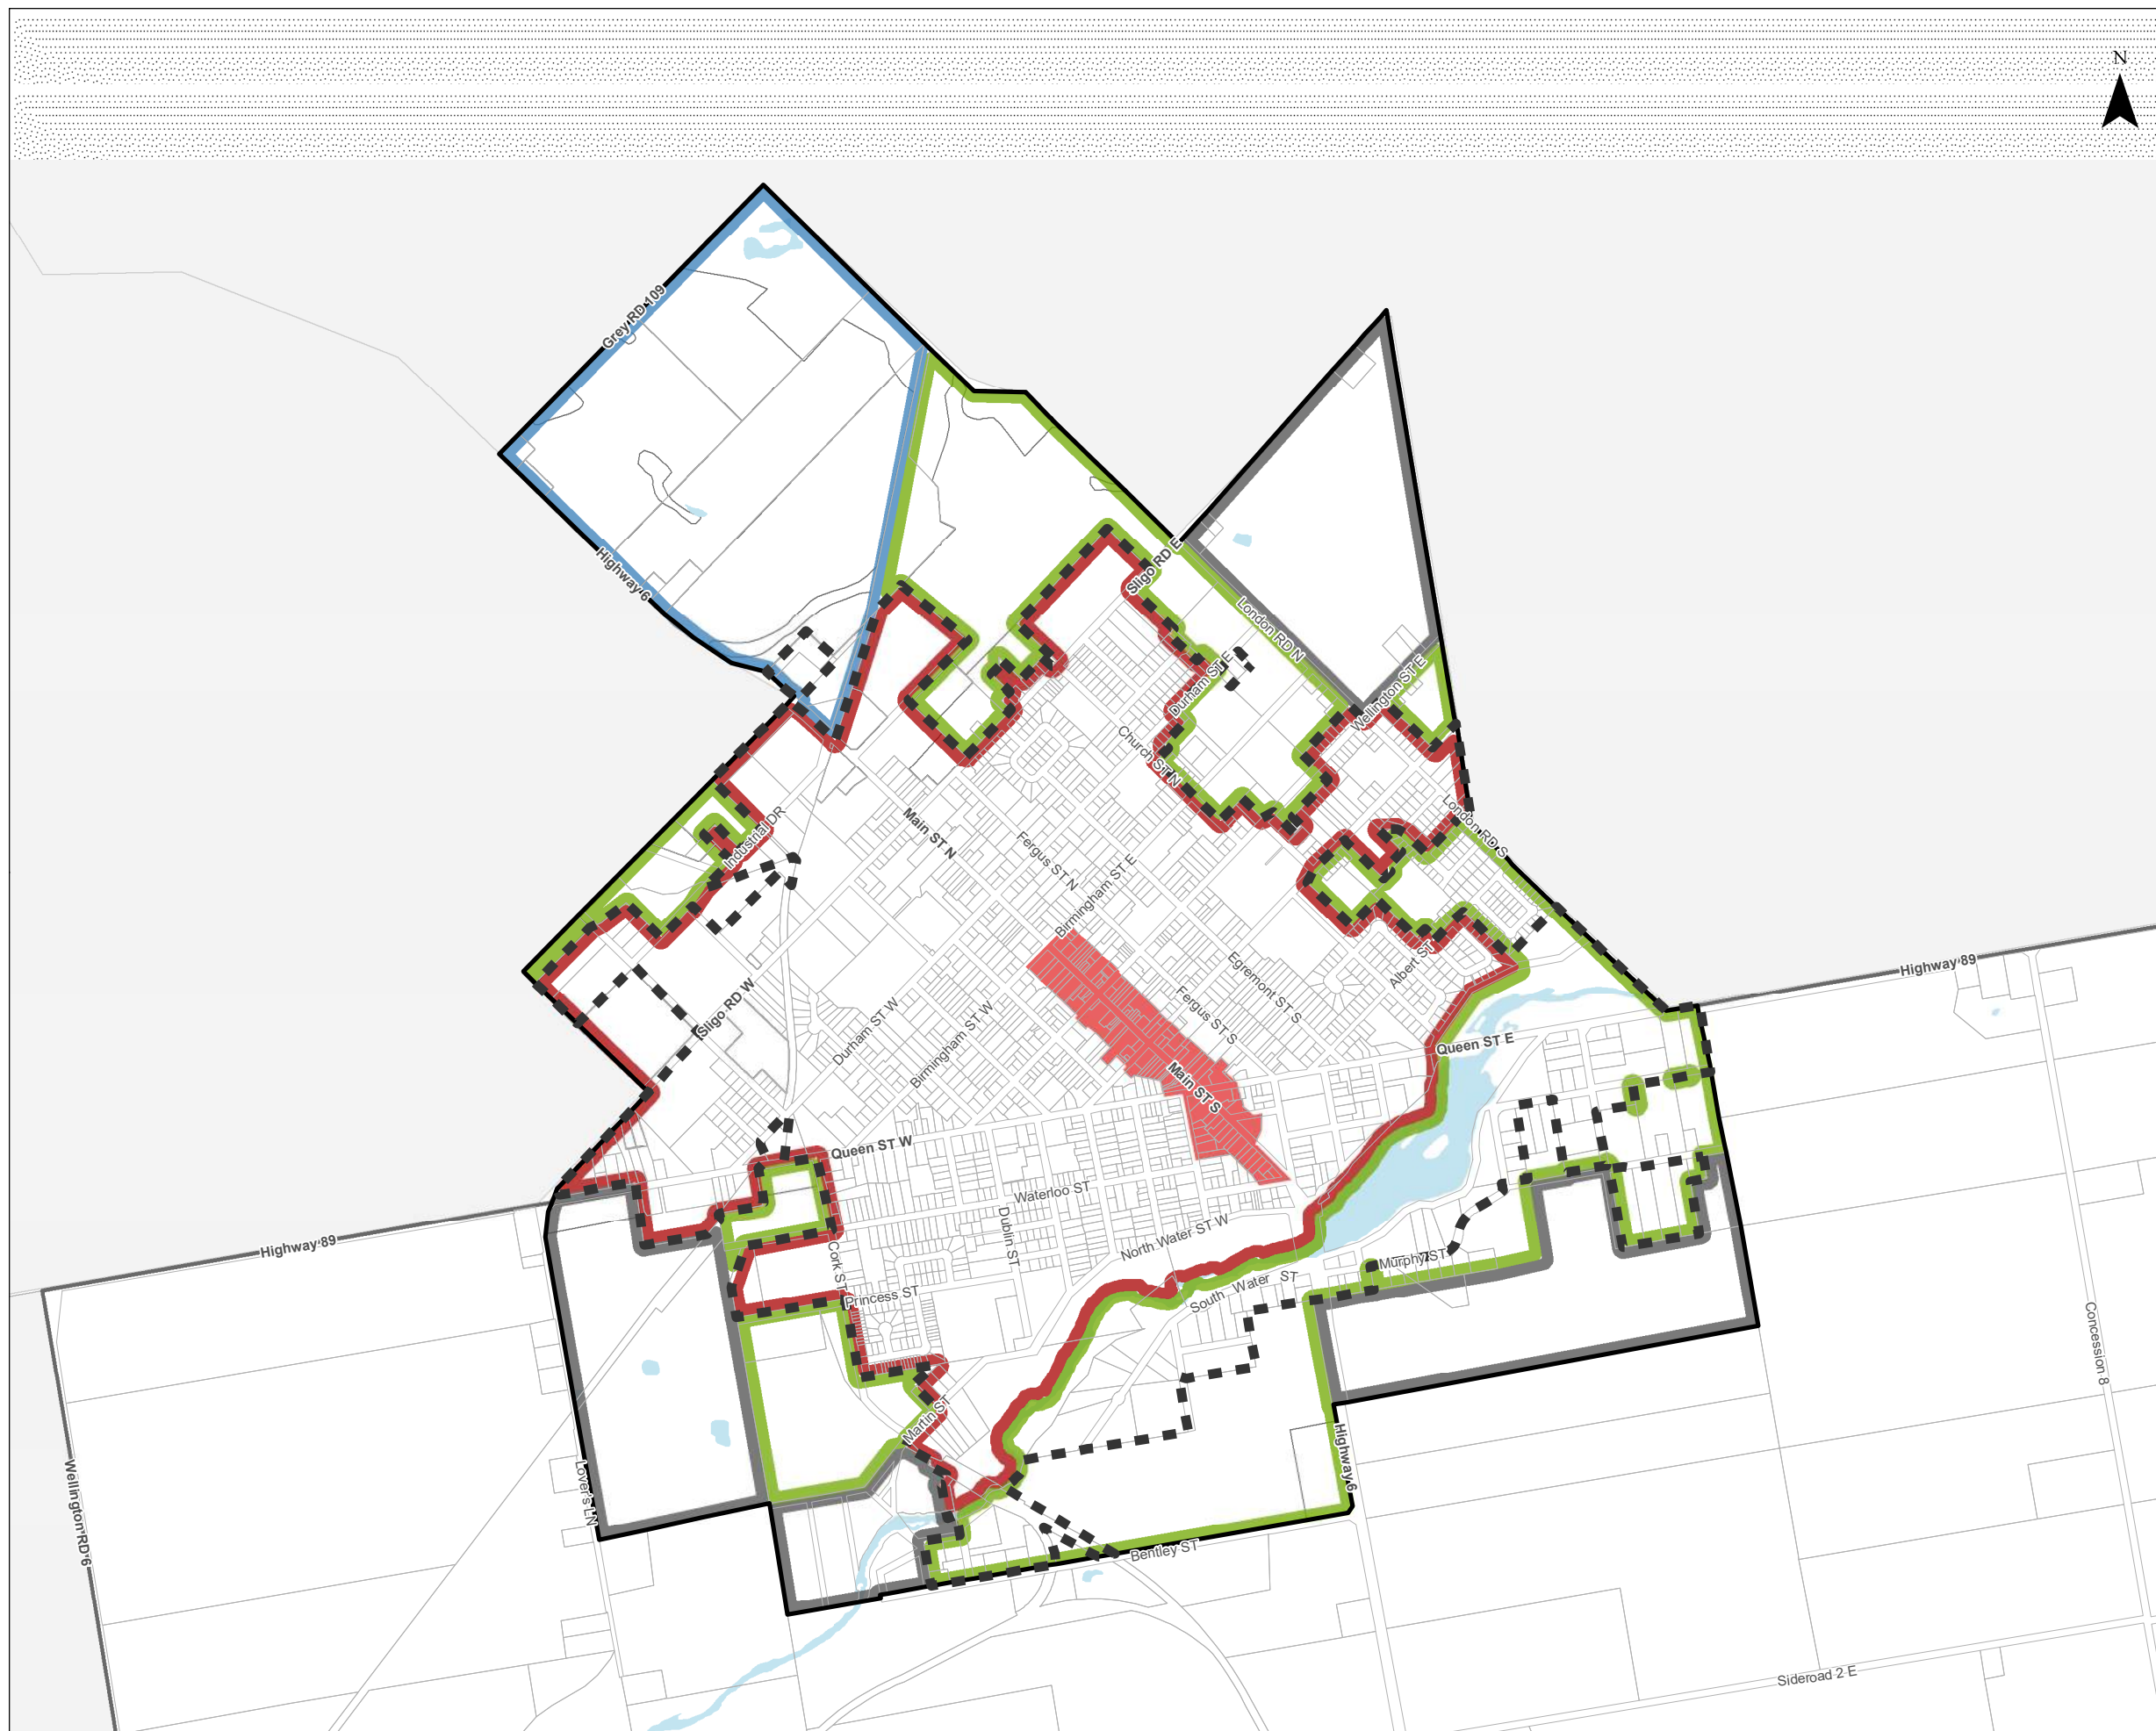 N
Grey RD 109
Highway 6
Sligo RD E
London RD N
Durham ST E
Wellington ST E
Church ST N
Industrial DR
Main ST N
London RD S
Fergus ST N
Birmingham ST E
Albert ST
Highway 89
Egremont ST S
Fergus ST S
Sligo RD W
Durham ST W
Birmingham ST W
Queen ST E
Main ST S
Queen ST W
Waterloo ST
Dublin ST
North Water ST W
Highway 89
Cork ST
Murphy ST
South Water ST
Princess ST
Concession 8
Martin ST
Highway 6
Lover's LN
Wellington RD 6
Bentley ST
Sideroad 2 E